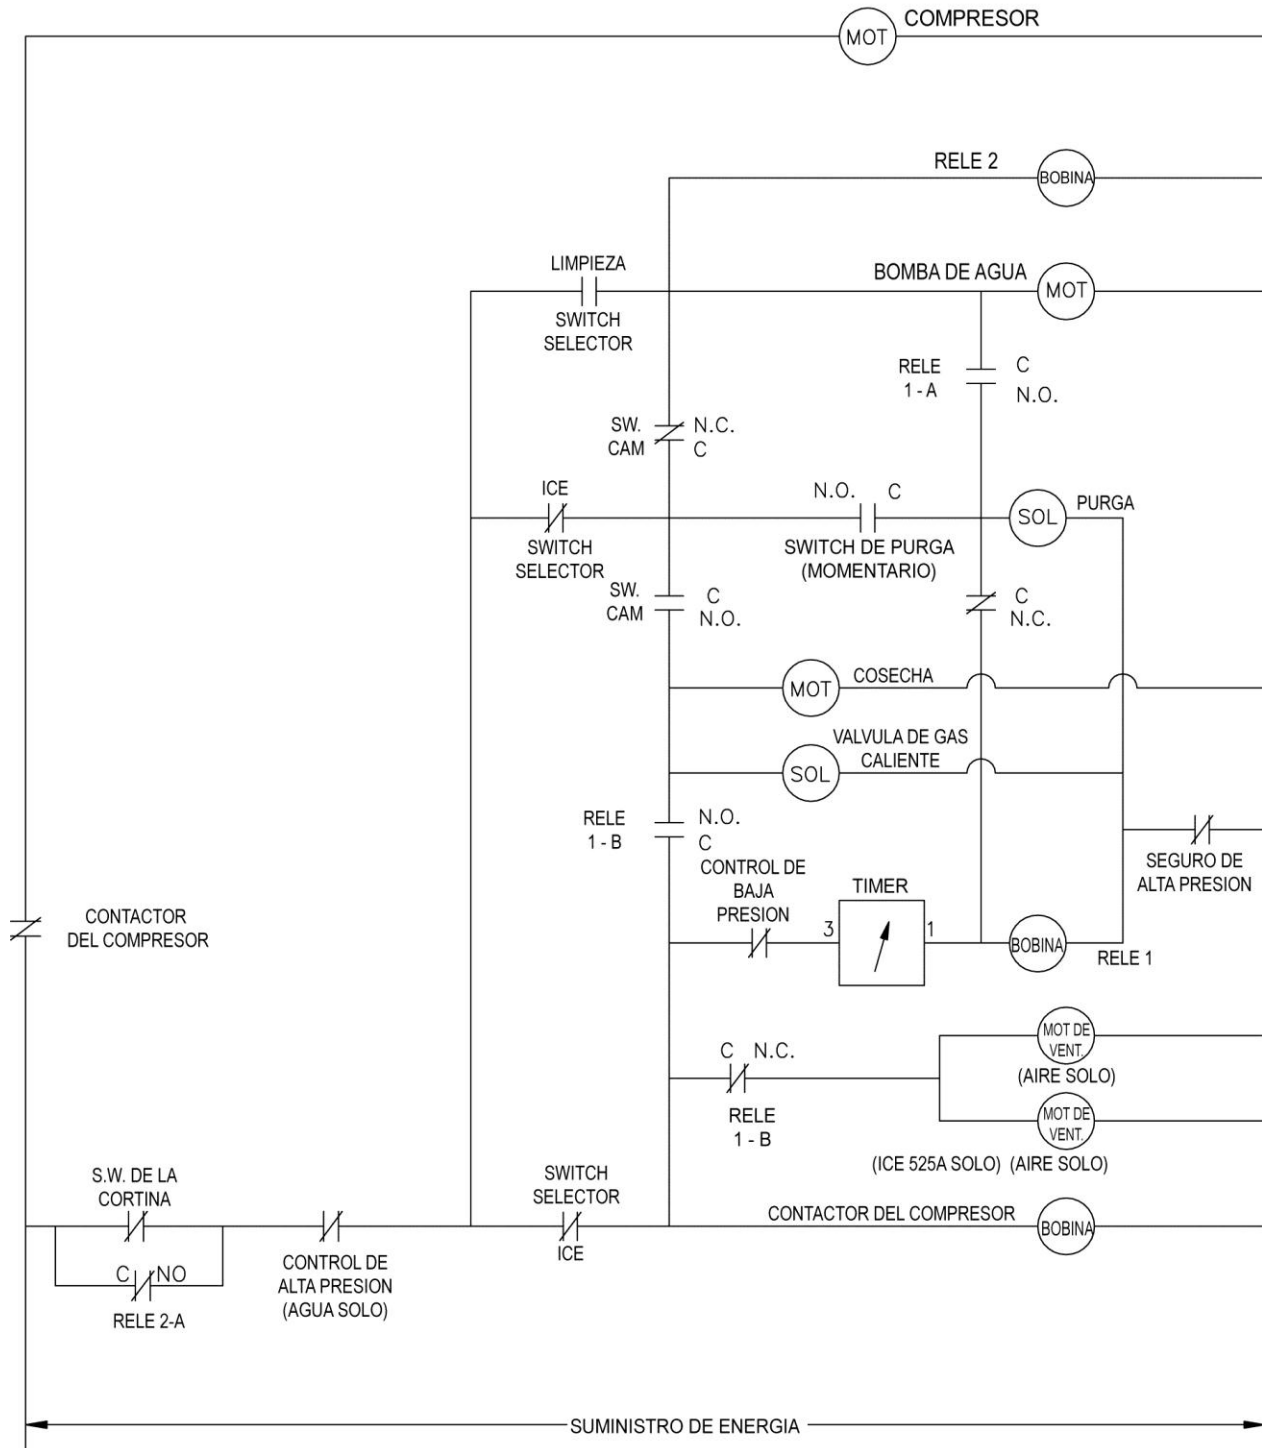 COMPRESOR
MOT
RELE 2
BOBINA
LIMPIEZA
SWITCH
SELECTOR
BOMBA DE AGUA
MOT
RELE
1 - A
C
N.O.
SW.
CAM
N.C.
C
ICE
SWITCH
SELECTOR
N.O.
C
SWITCH DE PURGA
(MOMENTARIO)
SOL
PURGA
SW.
CAM
C
N.O.
C
N.C.
MOT
COSECHA
VALVULA DE GAS
CALIENTE
SOL
RELE
1 - B
N.O.
C
SEGURO DE
ALTA PRESION
CONTROL DE
BAJA
PRESION
TIMER
3
1
BOBINA
RELE 1
CONTACTOR
DEL COMPRESOR
C
N.C.
RELE
1 - B
MOT DE
VENT.
(AIRE SOLO)
MOT DE
VENT.
(ICE 525A SOLO) (AIRE SOLO)
S.W. DE LA
CORTINA
C
NO
RELE 2-A
CONTROL DE
ALTA PRESION
(AGUA SOLO)
SWITCH
SELECTOR
ICE
CONTACTOR DEL COMPRESOR
BOBINA
SUMINISTRO DE ENERGIA